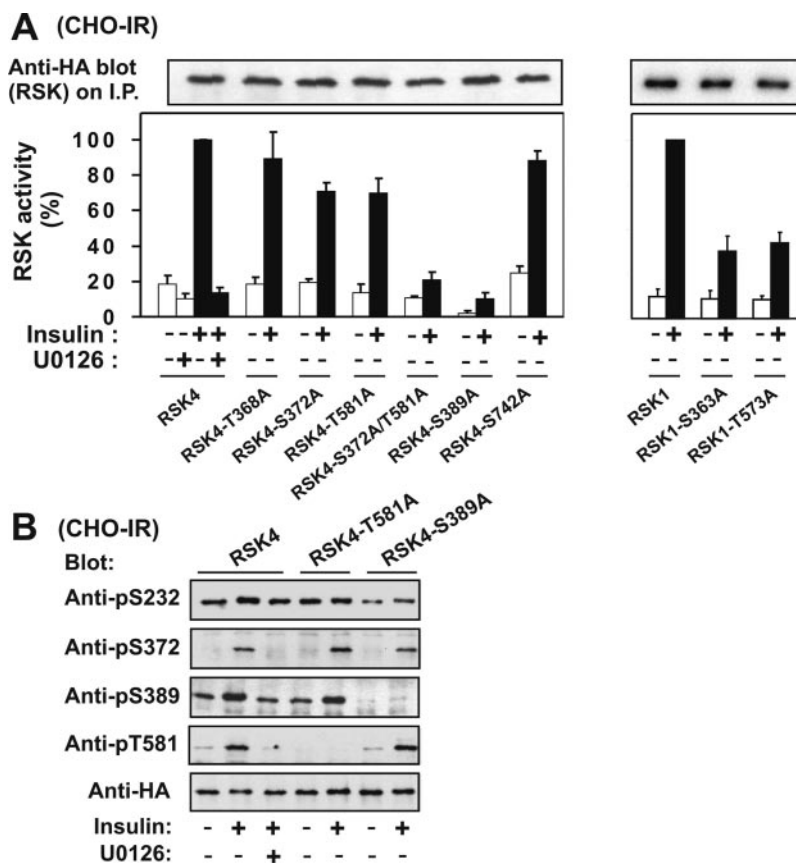 A (CHO-IR)
Anti-HA blot
(RSK) on I.P.
RSK activity
(%)
100
80
60
40
20
0
Insulin : - - + + - + - + - + - + - + - + - + - + - +
U0126 : - + - + - - - - - - - - - - - - - - - - - -
RSK4
RSK4-T368A
RSK4-S372A
RSK4-T581A
RSK4-S372A/T581A
RSK4-S389A
RSK4-S742A
RSK1
RSK1-S363A
RSK1-T573A
B (CHO-IR)
Blot:
RSK4
RSK4-T581A
RSK4-S389A
Anti-pS232
Anti-pS372
Anti-pS389
Anti-pT581
Anti-HA
Insulin: - + + - + - +
U0126: - - + - - - -